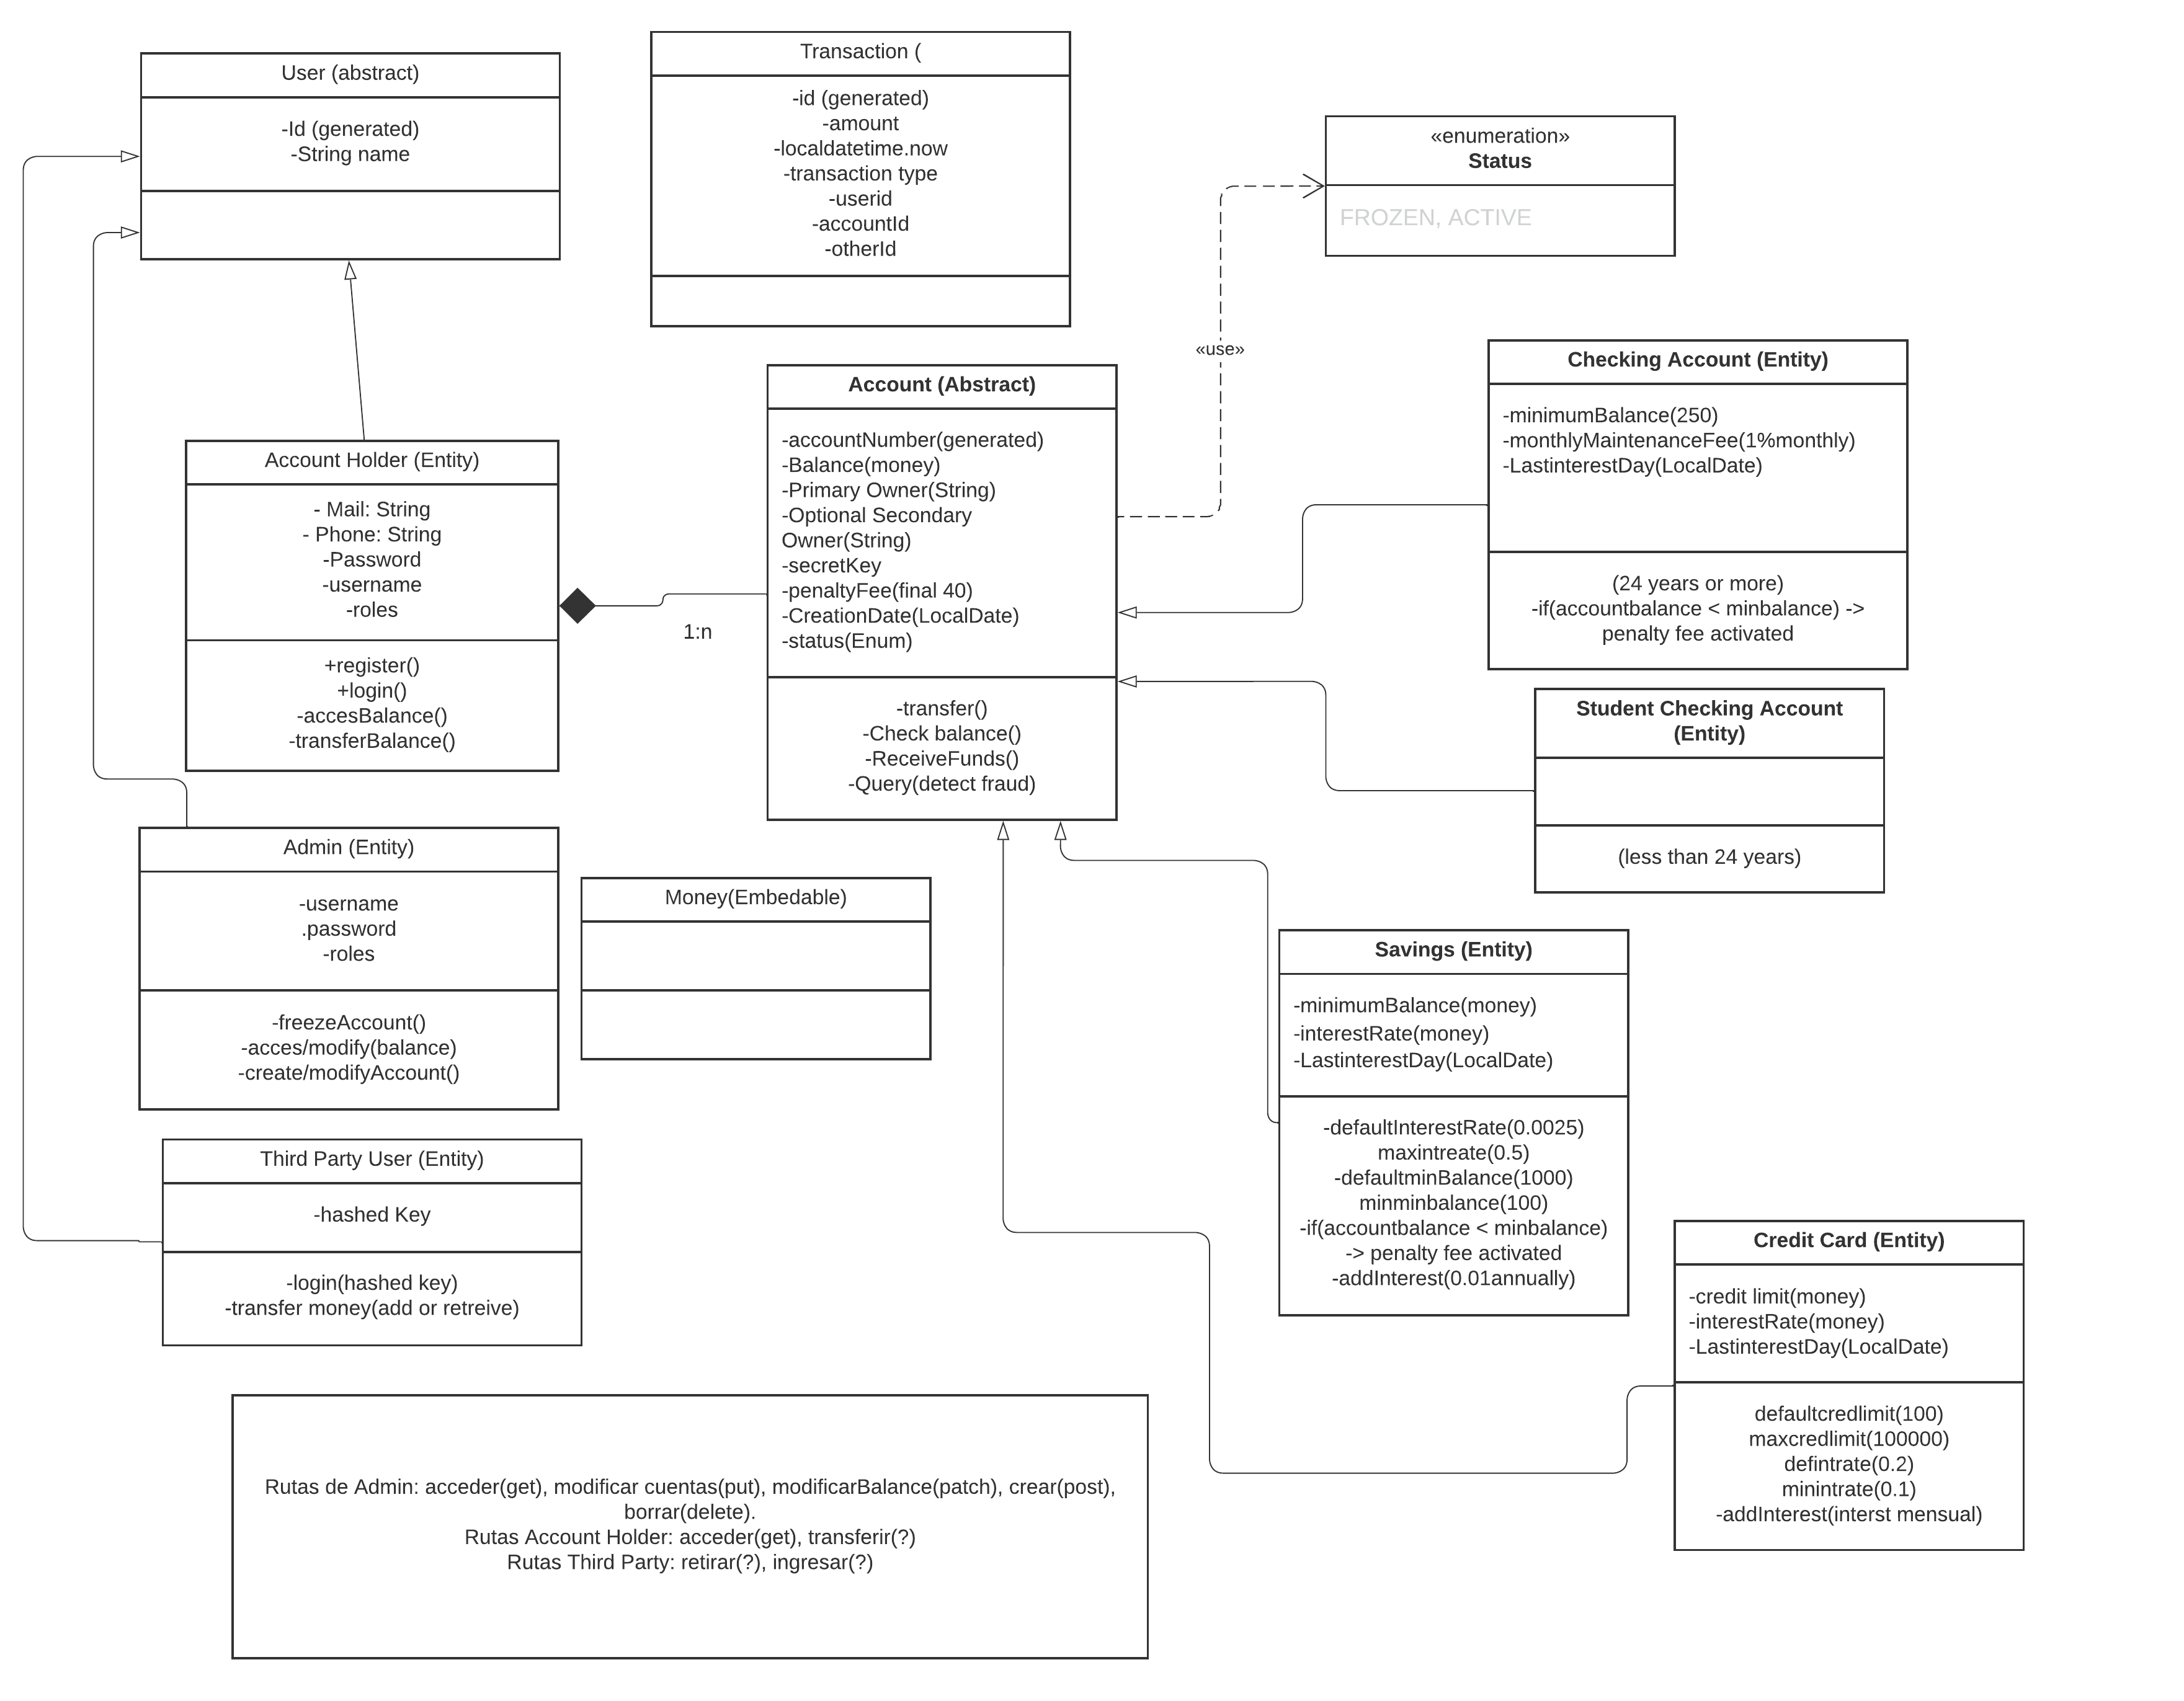 User (abstract)
-Id (generated)
-String name
Transaction (
-id (generated)
-amount
-localdatetime.now
-transaction type
-userid
-accountId
-otherId
«enumeration»
Status
FROZEN, ACTIVE
«use»
Checking Account (Entity)
-minimumBalance(250)
-monthlyMaintenanceFee(1%monthly)
-LastinterestDay(LocalDate)
(24 years or more)
-if(accountbalance < minbalance) ->
penalty fee activated
Account (Abstract)
-accountNumber(generated)
-Balance(money)
-Primary Owner(String)
-Optional Secondary
Owner(String)
-secretKey
-penaltyFee(final 40)
-CreationDate(LocalDate)
-status(Enum)
-transfer()
-Check balance()
-ReceiveFunds()
-Query(detect fraud)
Account Holder (Entity)
- Mail: String
- Phone: String
-Password
-username
-roles
+register()
+login()
-accesBalance()
-transferBalance()
1:n
Student Checking Account
(Entity)
(less than 24 years)
Admin (Entity)
-username
.password
-roles
-freezeAccount()
-acces/modify(balance)
-create/modifyAccount()
Money(Embedable)
Savings (Entity)
-minimumBalance(money)
-interestRate(money)
-LastinterestDay(LocalDate)
-defaultInterestRate(0.0025)
maxintreate(0.5)
-defaultminBalance(1000)
minminbalance(100)
-if(accountbalance < minbalance)
-> penalty fee activated
-addInterest(0.01annually)
Third Party User (Entity)
-hashed Key
-login(hashed key)
-transfer money(add or retreive)
Credit Card (Entity)
-credit limit(money)
-interestRate(money)
-LastinterestDay(LocalDate)
defaultcredlimit(100)
maxcredlimit(100000)
defintrate(0.2)
minintrate(0.1)
-addInterest(interst mensual)
Rutas de Admin: acceder(get), modificar cuentas(put), modificarBalance(patch), crear(post),
borrar(delete).
Rutas Account Holder: acceder(get), transferir(?)
Rutas Third Party: retirar(?), ingresar(?)